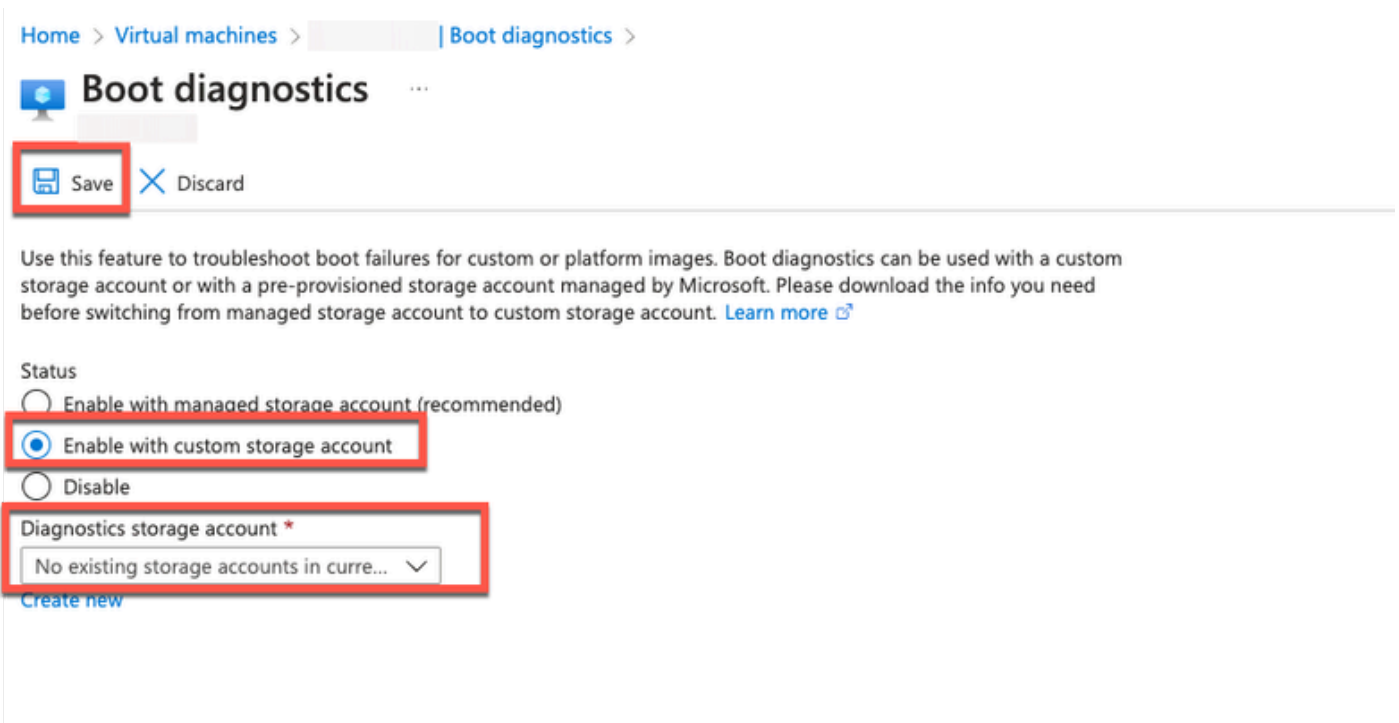 Home > Virtual machines > | Boot diagnostics >
Boot diagnostics ...
Save Discard
Use this feature to troubleshoot boot failures for custom or platform images. Boot diagnostics can be used with a custom
storage account or with a pre-provisioned storage account managed by Microsoft. Please download the info you need
before switching from managed storage account to custom storage account. Learn more
Status
Enable with managed storage account (recommended)
Enable with custom storage account
Disable
Diagnostics storage account *
No existing storage accounts in curre...
Create new